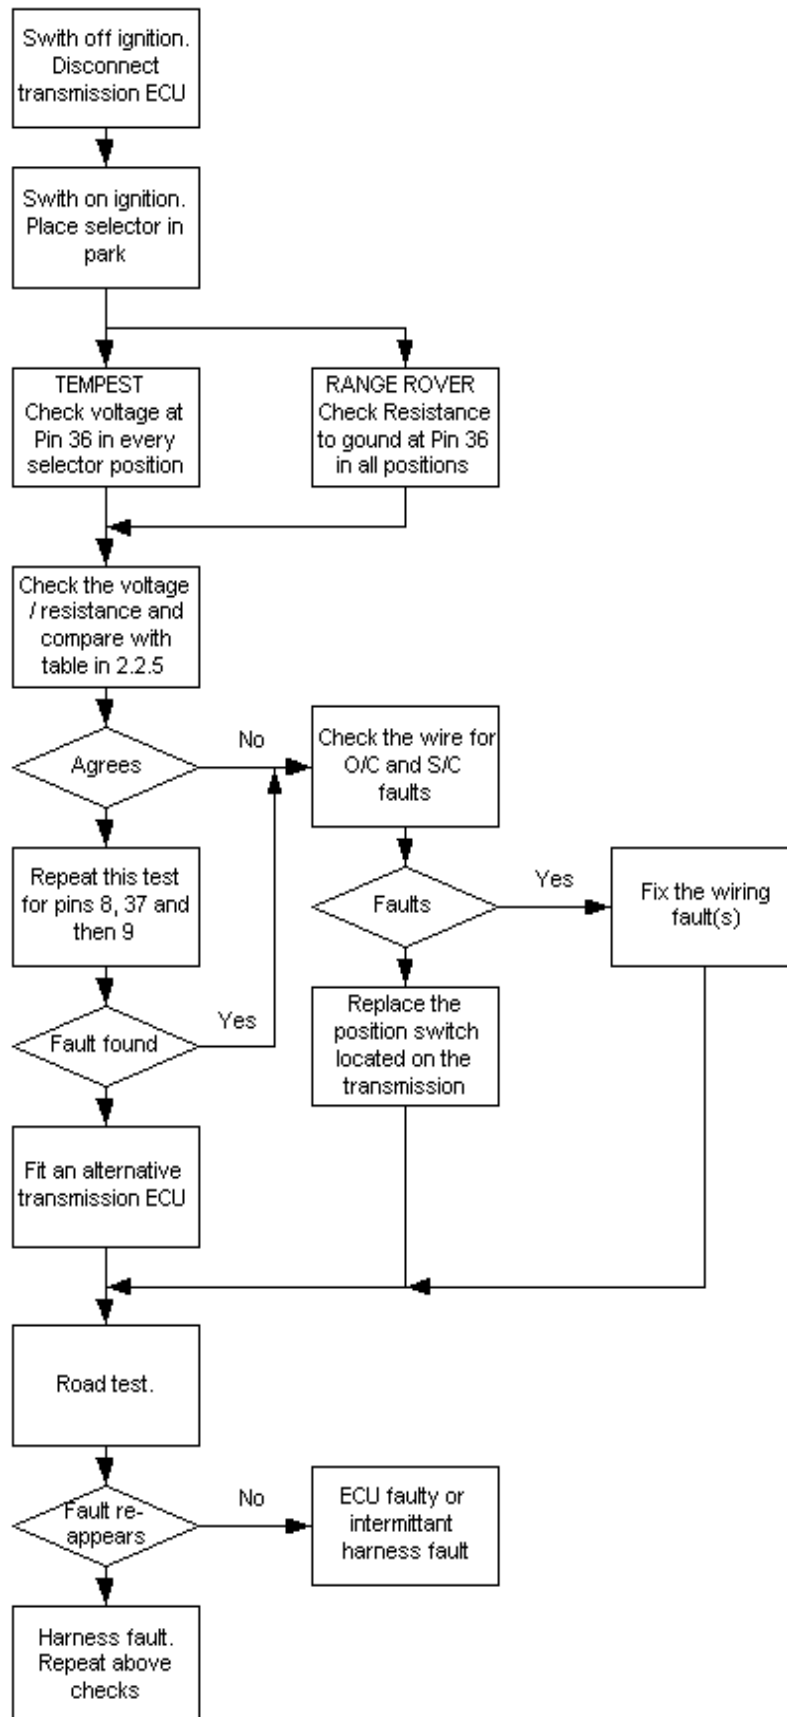 Swith off ignition.
Disconnect
transmission ECU
Swith on ignition.
Place selector in
park
TEMPEST
Check voltage at
Pin 36 in every
selector position
RANGE ROVER
Check Resistance
to gound at Pin 36
in all positions
Check the voltage
/ resistance and
compare with
table in 2.2.5
Agrees
No
Check the wire for
O/C and S/C
faults
Repeat this test
for pins 8, 37 and
then 9
Faults
Yes
Fix the wiring
fault(s)
Fault found
Yes
Replace the
position switch
located on the
transmission
Fit an alternative
transmission ECU
Road test.
Fault re-
appears
No
ECU faulty or
intermittant
harness fault
Harness fault.
Repeat above
checks